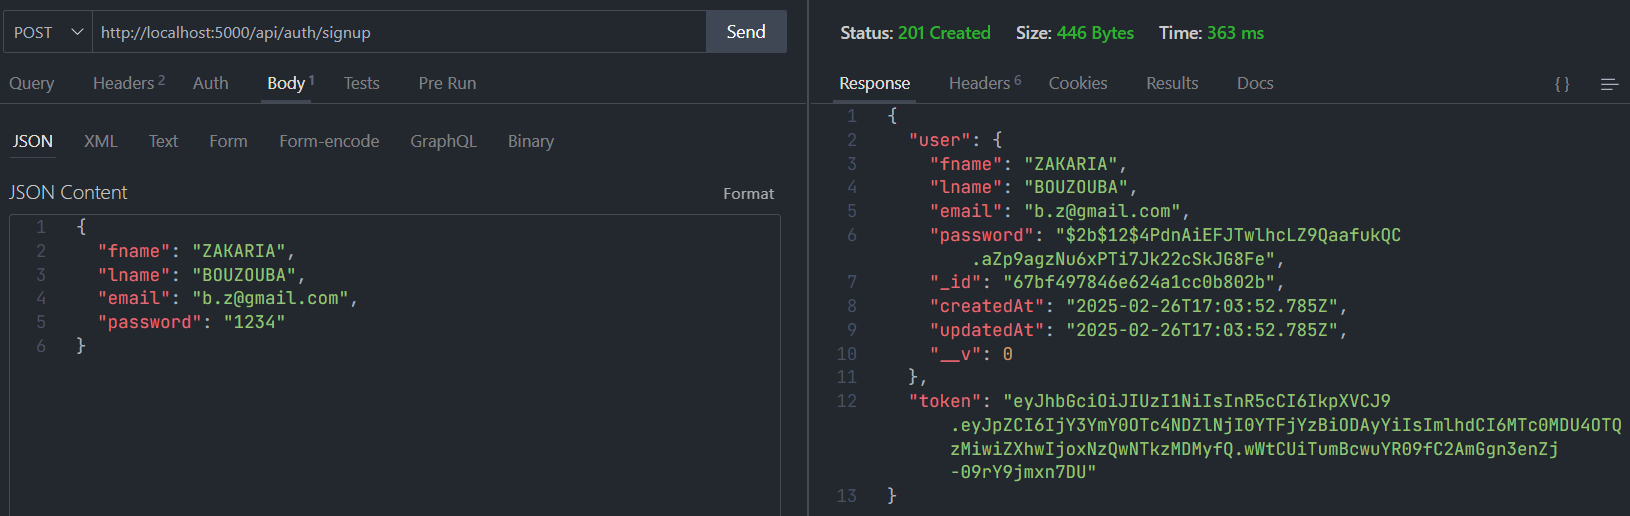 POST http://localhost:5000/api/auth/signup Send
Query Headers 2 Auth Body 1 Tests Pre Run
JSON XML Text Form Form-encode GraphQL Binary
JSON Content Format
1 {
2 "fname": "ZAKARIA",
3 "lname": "BOUZOUBA",
4 "email": "b.z@gmail.com",
5 "password": "1234"
6 }
Status: 201 Created Size: 446 Bytes Time: 363 ms
Response Headers 6 Cookies Results Docs { }
1 {
2 "user": {
3 "fname": "ZAKARIA",
4 "lname": "BOUZOUBA",
5 "email": "b.z@gmail.com",
6 "password": "$2b$12$4PdnAiEFJTwlhcLZ9QaafukQC
.aZp9agzNu6xPTi7Jk22cSkJG8Fe",
7 "_id": "67bf497846e624a1cc0b802b",
8 "createdAt": "2025-02-26T17:03:52.785Z",
9 "updatedAt": "2025-02-26T17:03:52.785Z",
10 "__v": 0
11 },
12 "token": "eyJhbGciOiJIUzI1NiIsInR5cCI6IkpXVCJ9
.eyJpZCI6IjY3YmY0OTc4NDZlNjI0YTFjYzBiODAyYiIsImlhdCI6MTc0MDU4OTQ
zMiwiZXhwIjoxNzQwNTkzMDMyfQ.wWtCUiTumBcwuYR09fC2AmGgn3enZj
-09rY9jmxn7DU"
13 }